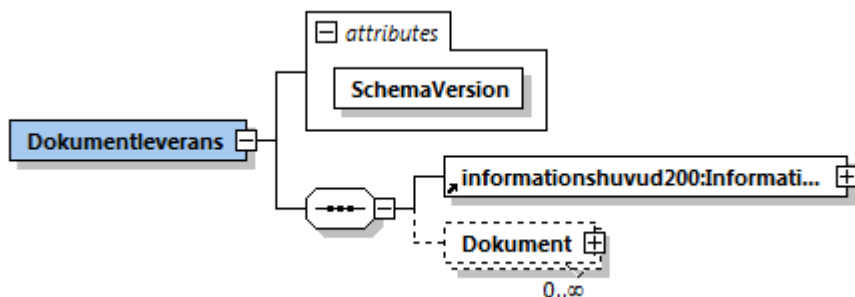 attributes
SchemaVersion
Dokumentleverans
informationshuvud200:Informati...
Dokument
0..∞